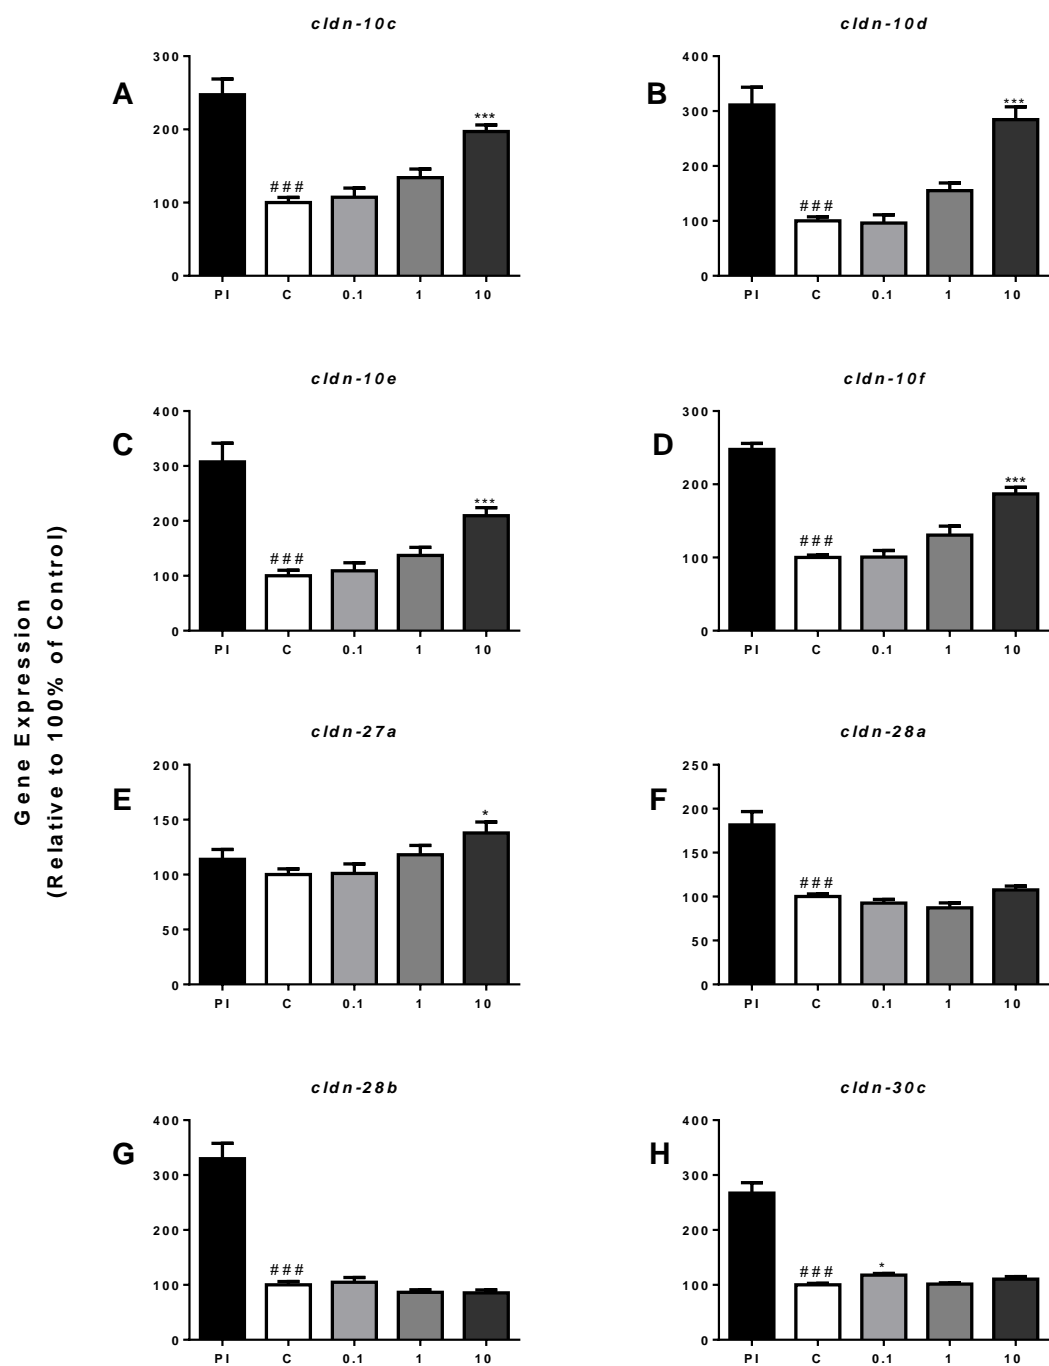 cldn-10c
A
300
200
100
0
###
***
PI C 0.1 1 10
cldn-10d
B
400
300
200
100
0
###
***
PI C 0.1 1 10
cldn-10e
C
400
300
200
100
0
###
***
PI C 0.1 1 10
cldn-10f
D
300
200
100
0
###
***
PI C 0.1 1 10
Gene Expression
(Relative to 100% of Control)
cldn-27a
E
200
150
100
50
0
*
PI C 0.1 1 10
cldn-28a
F
250
200
150
100
50
0
###
PI C 0.1 1 10
cldn-28b
G
400
300
200
100
0
###
PI C 0.1 1 10
cldn-30c
H
400
300
200
100
0
###
*
PI C 0.1 1 10